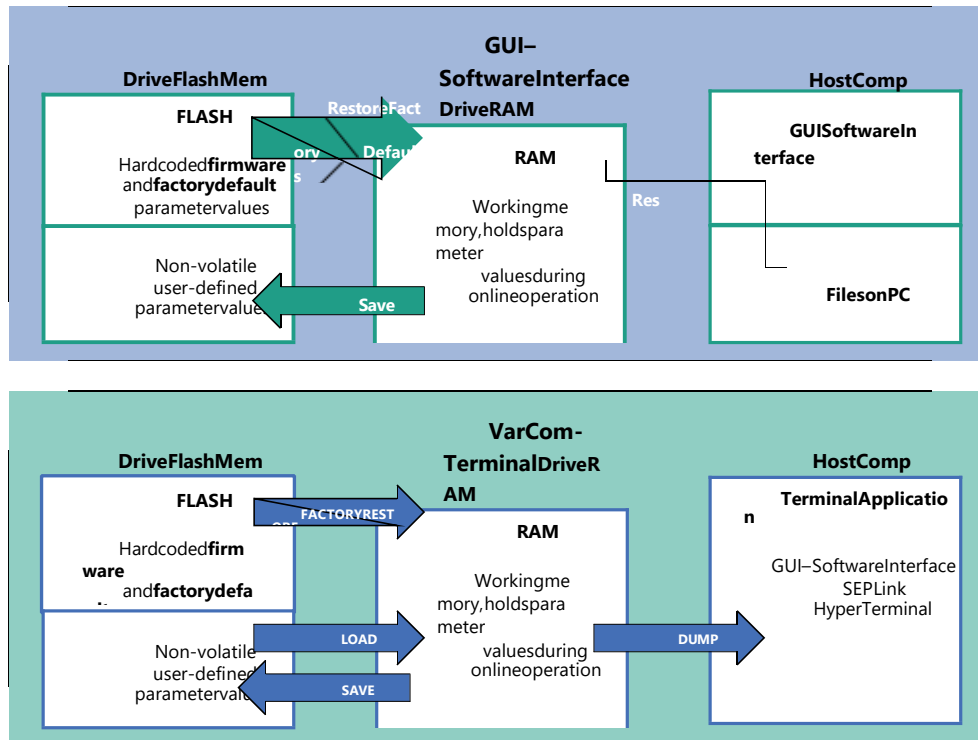 GUI–
SoftwareInterface
DriveFlashMem
DriveRAM
HostComp
FLASH
Hardcodedfirmware
andfactorydefault
parametervalues
RestoreFact
ory
Defaul
s
RAM
Workingme
mory,holdspara
meter
valuesduring
onlineoperation
Res
GUISoftwareIn
terface
Non-volatile
user-defined
parametervalue
Save
FilesonPC
VarCom-
TerminalDriveR
AM
DriveFlashMem
HostComp
FLASH
Hardcodedfirm
ware
andfactorydefa
FACTORYREST
RAM
Workingme
mory,holdspara
meter
valuesduring
onlineoperation
TerminalApplicatio
n
GUI–SoftwareInterface
SEPLink
HyperTerminal
Non-volatile
user-defined
parametervalu
LOAD
SAVE
DUMP